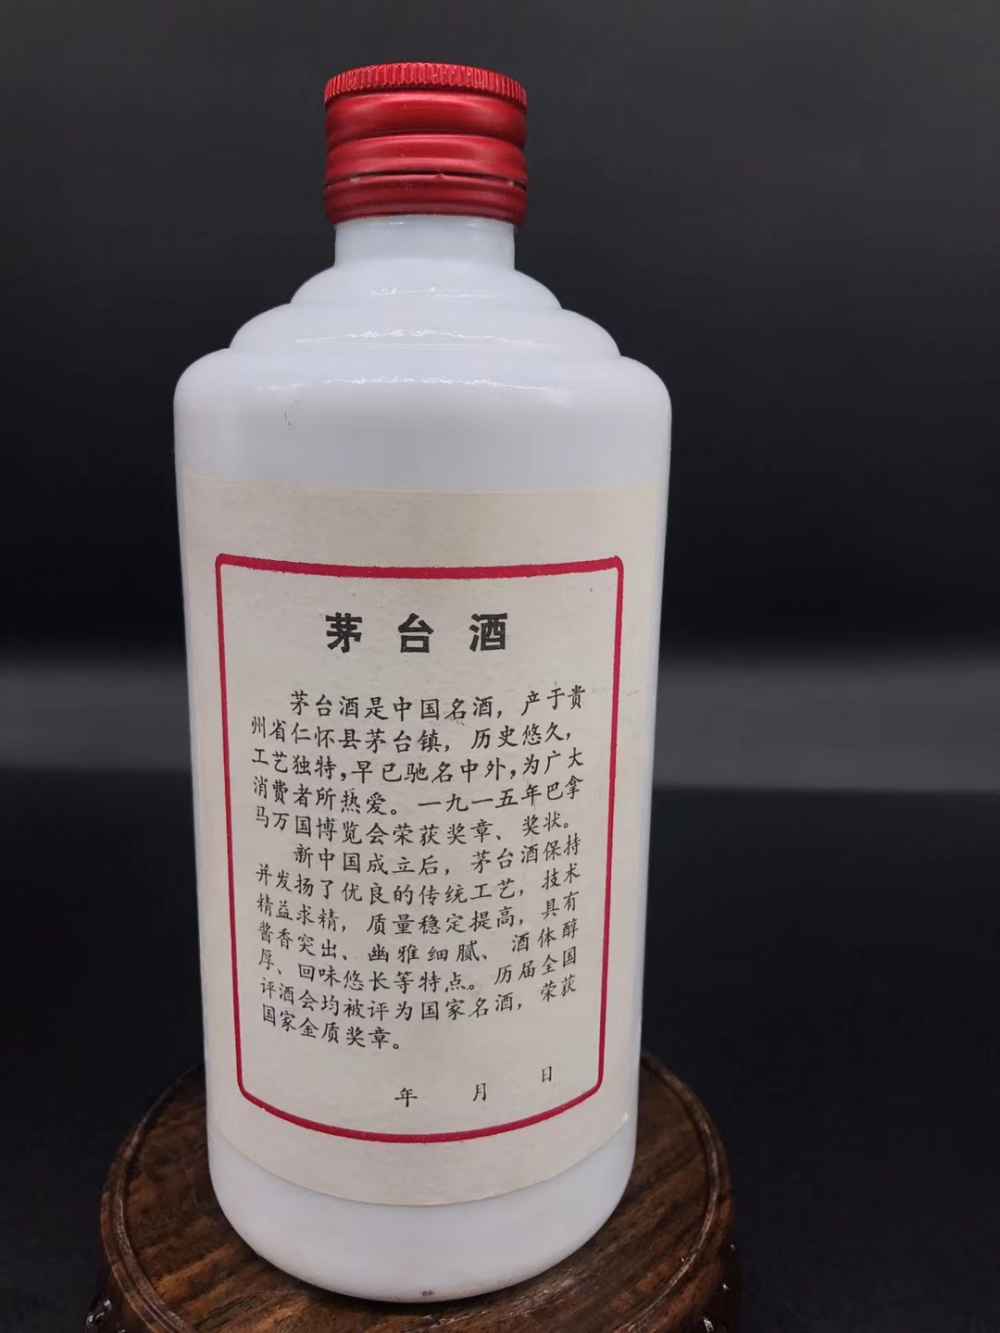 茅台酒
茅台酒是中国名酒，产于贵
州省仁怀县茅台镇，历史悠久，
工艺独特，早已驰名中外，为广大
消费者所热爱。一九一五年巴拿
马万国博览会荣获奖章、奖状。
新中国成立后，茅台酒保持
并发扬了优良的传统工艺，技术
精益求精，质量稳定提高，具有
酱香突出、幽雅细腻、酒体醇
厚、回味悠长等特点。历届全国
评酒会均被评为国家名酒，荣获
国家金质奖章。
年 月 日